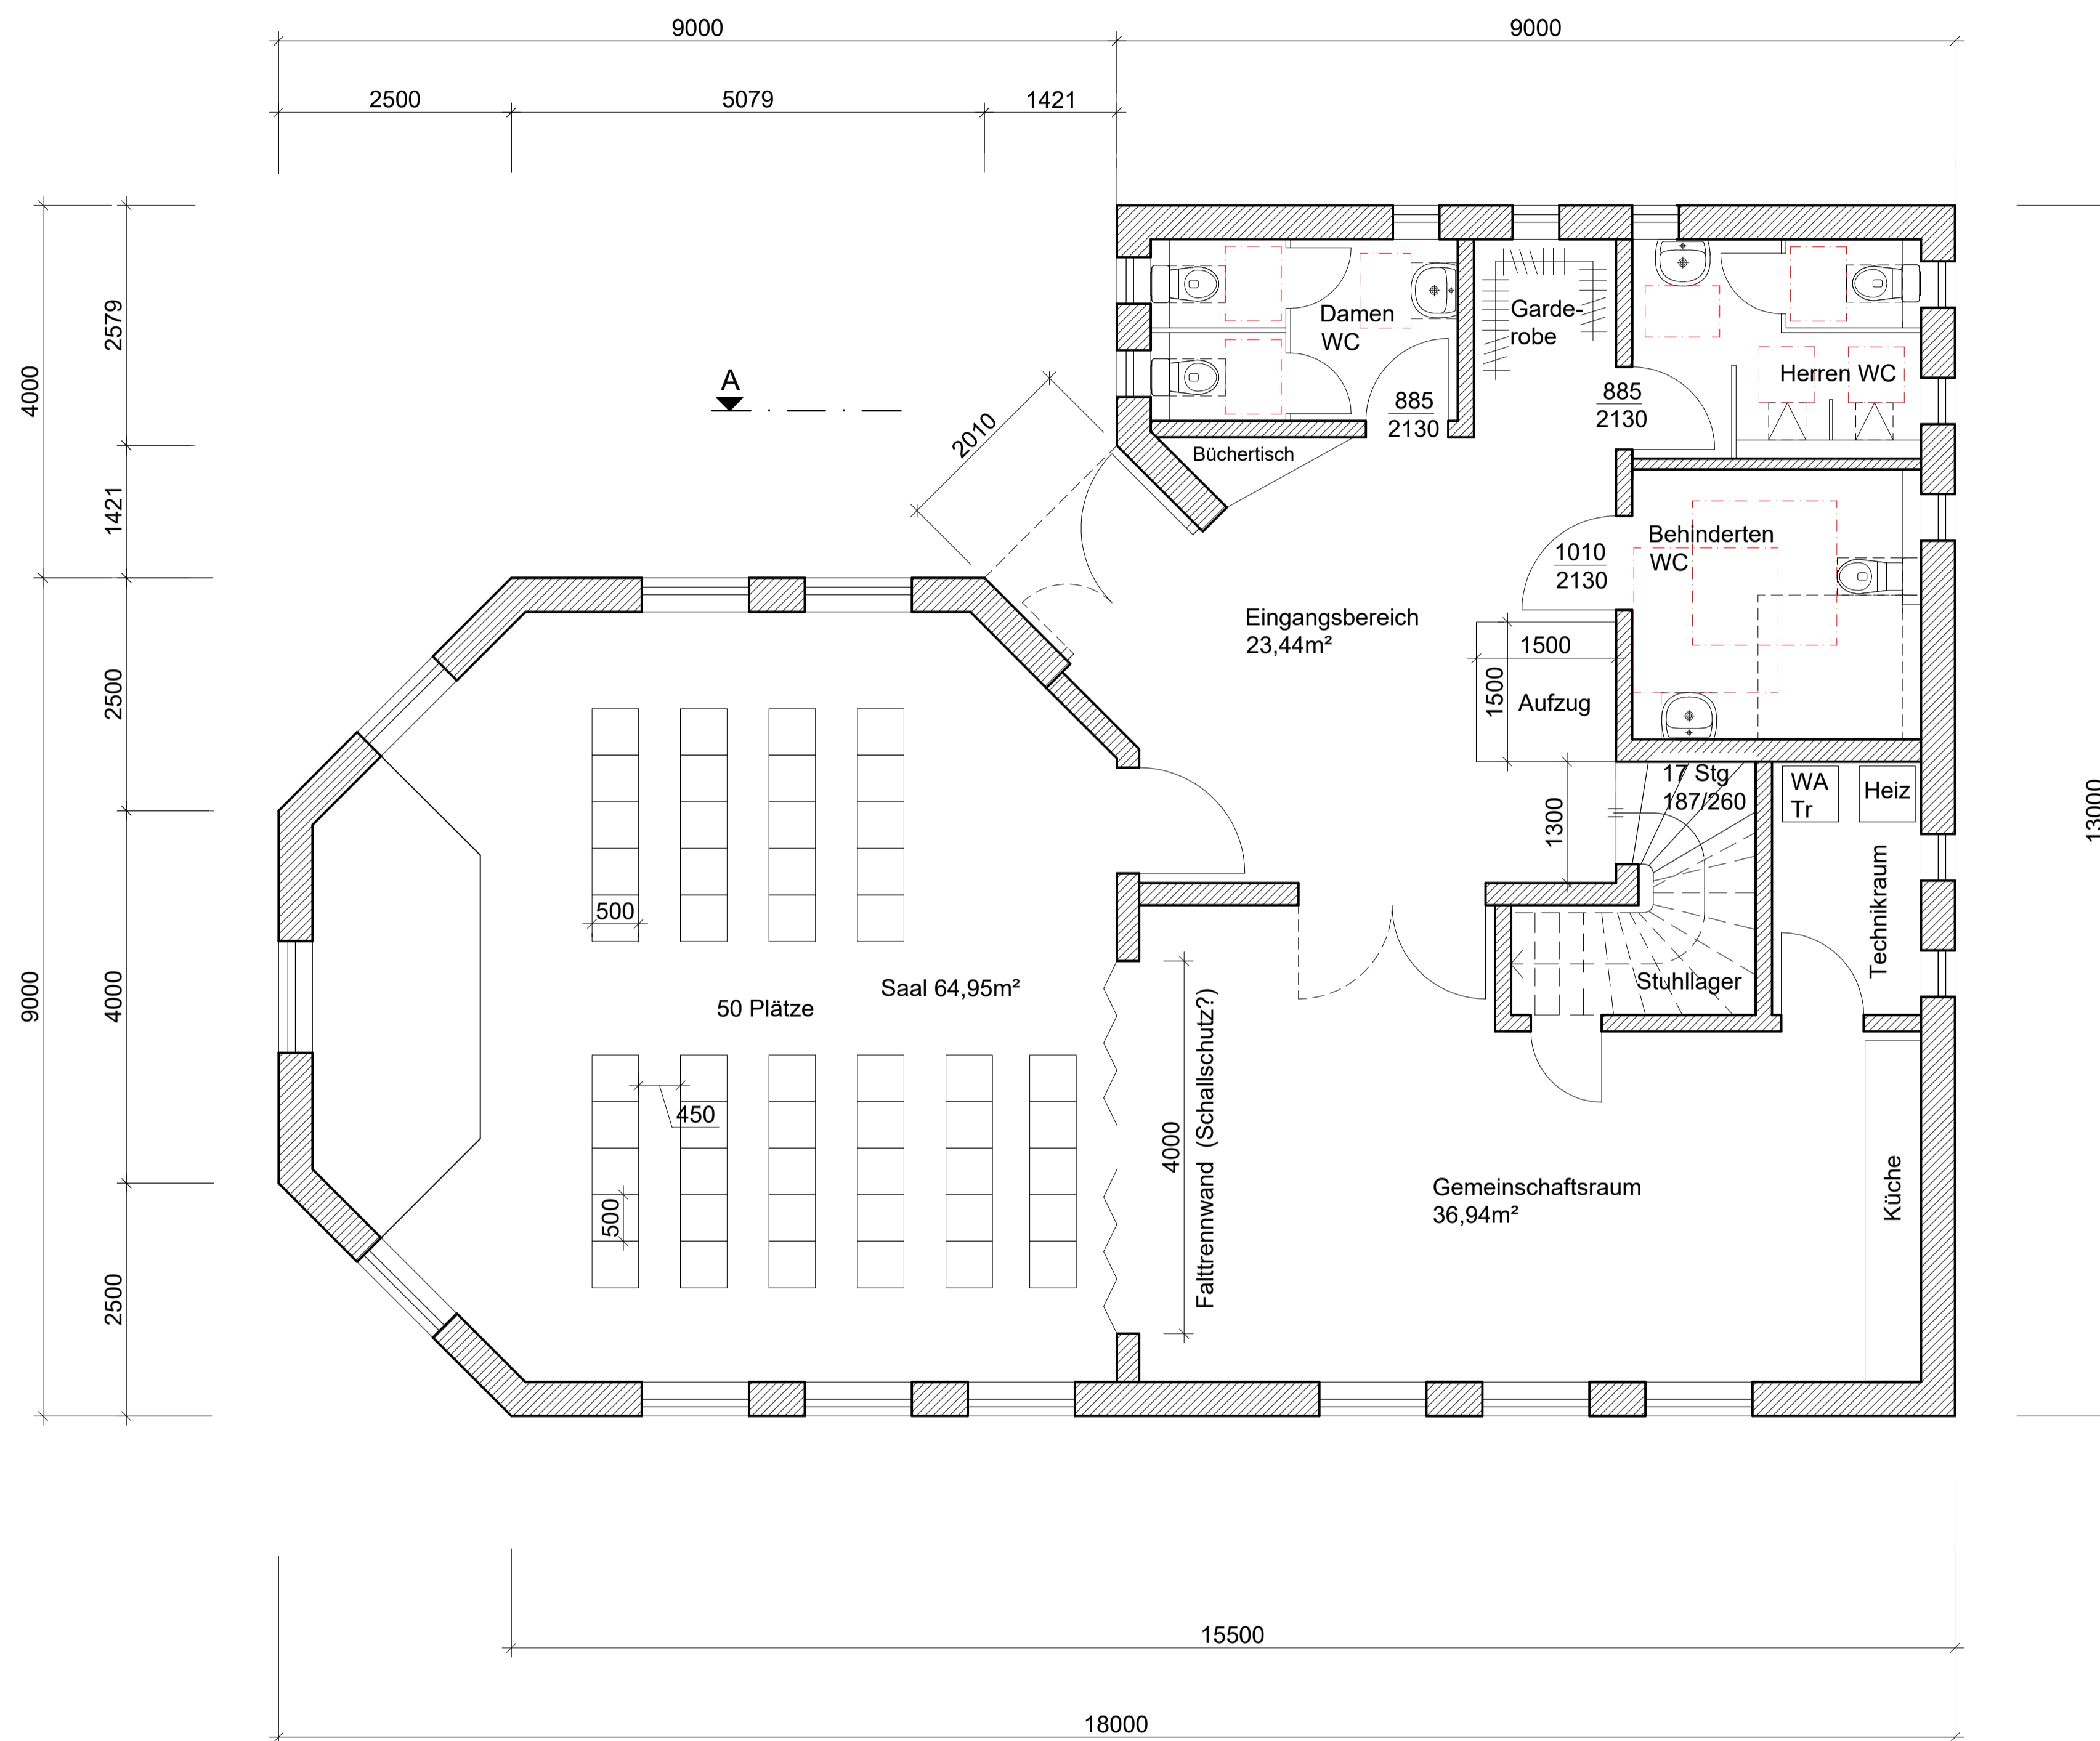 9000
9000
2500
5079
1421
4000
2579
1421
9000
2500
4000
2500
13000
A
2010
Damen
WC
Garde-
robe
885
2130
885
2130
Herren WC
Büchertisch
Behinderten
WC
1010
2130
Eingangsbereich
23,44m²
1500
1500
Aufzug
1300
17 Stg
187/260
WA
Tr
Heiz
Technikraum
Stuhllager
500
Saal 64,95m²
50 Plätze
450
500
4000
Falttrennwand (Schallschutz?)
Gemeinschaftsraum
36,94m²
Küche
15500
18000